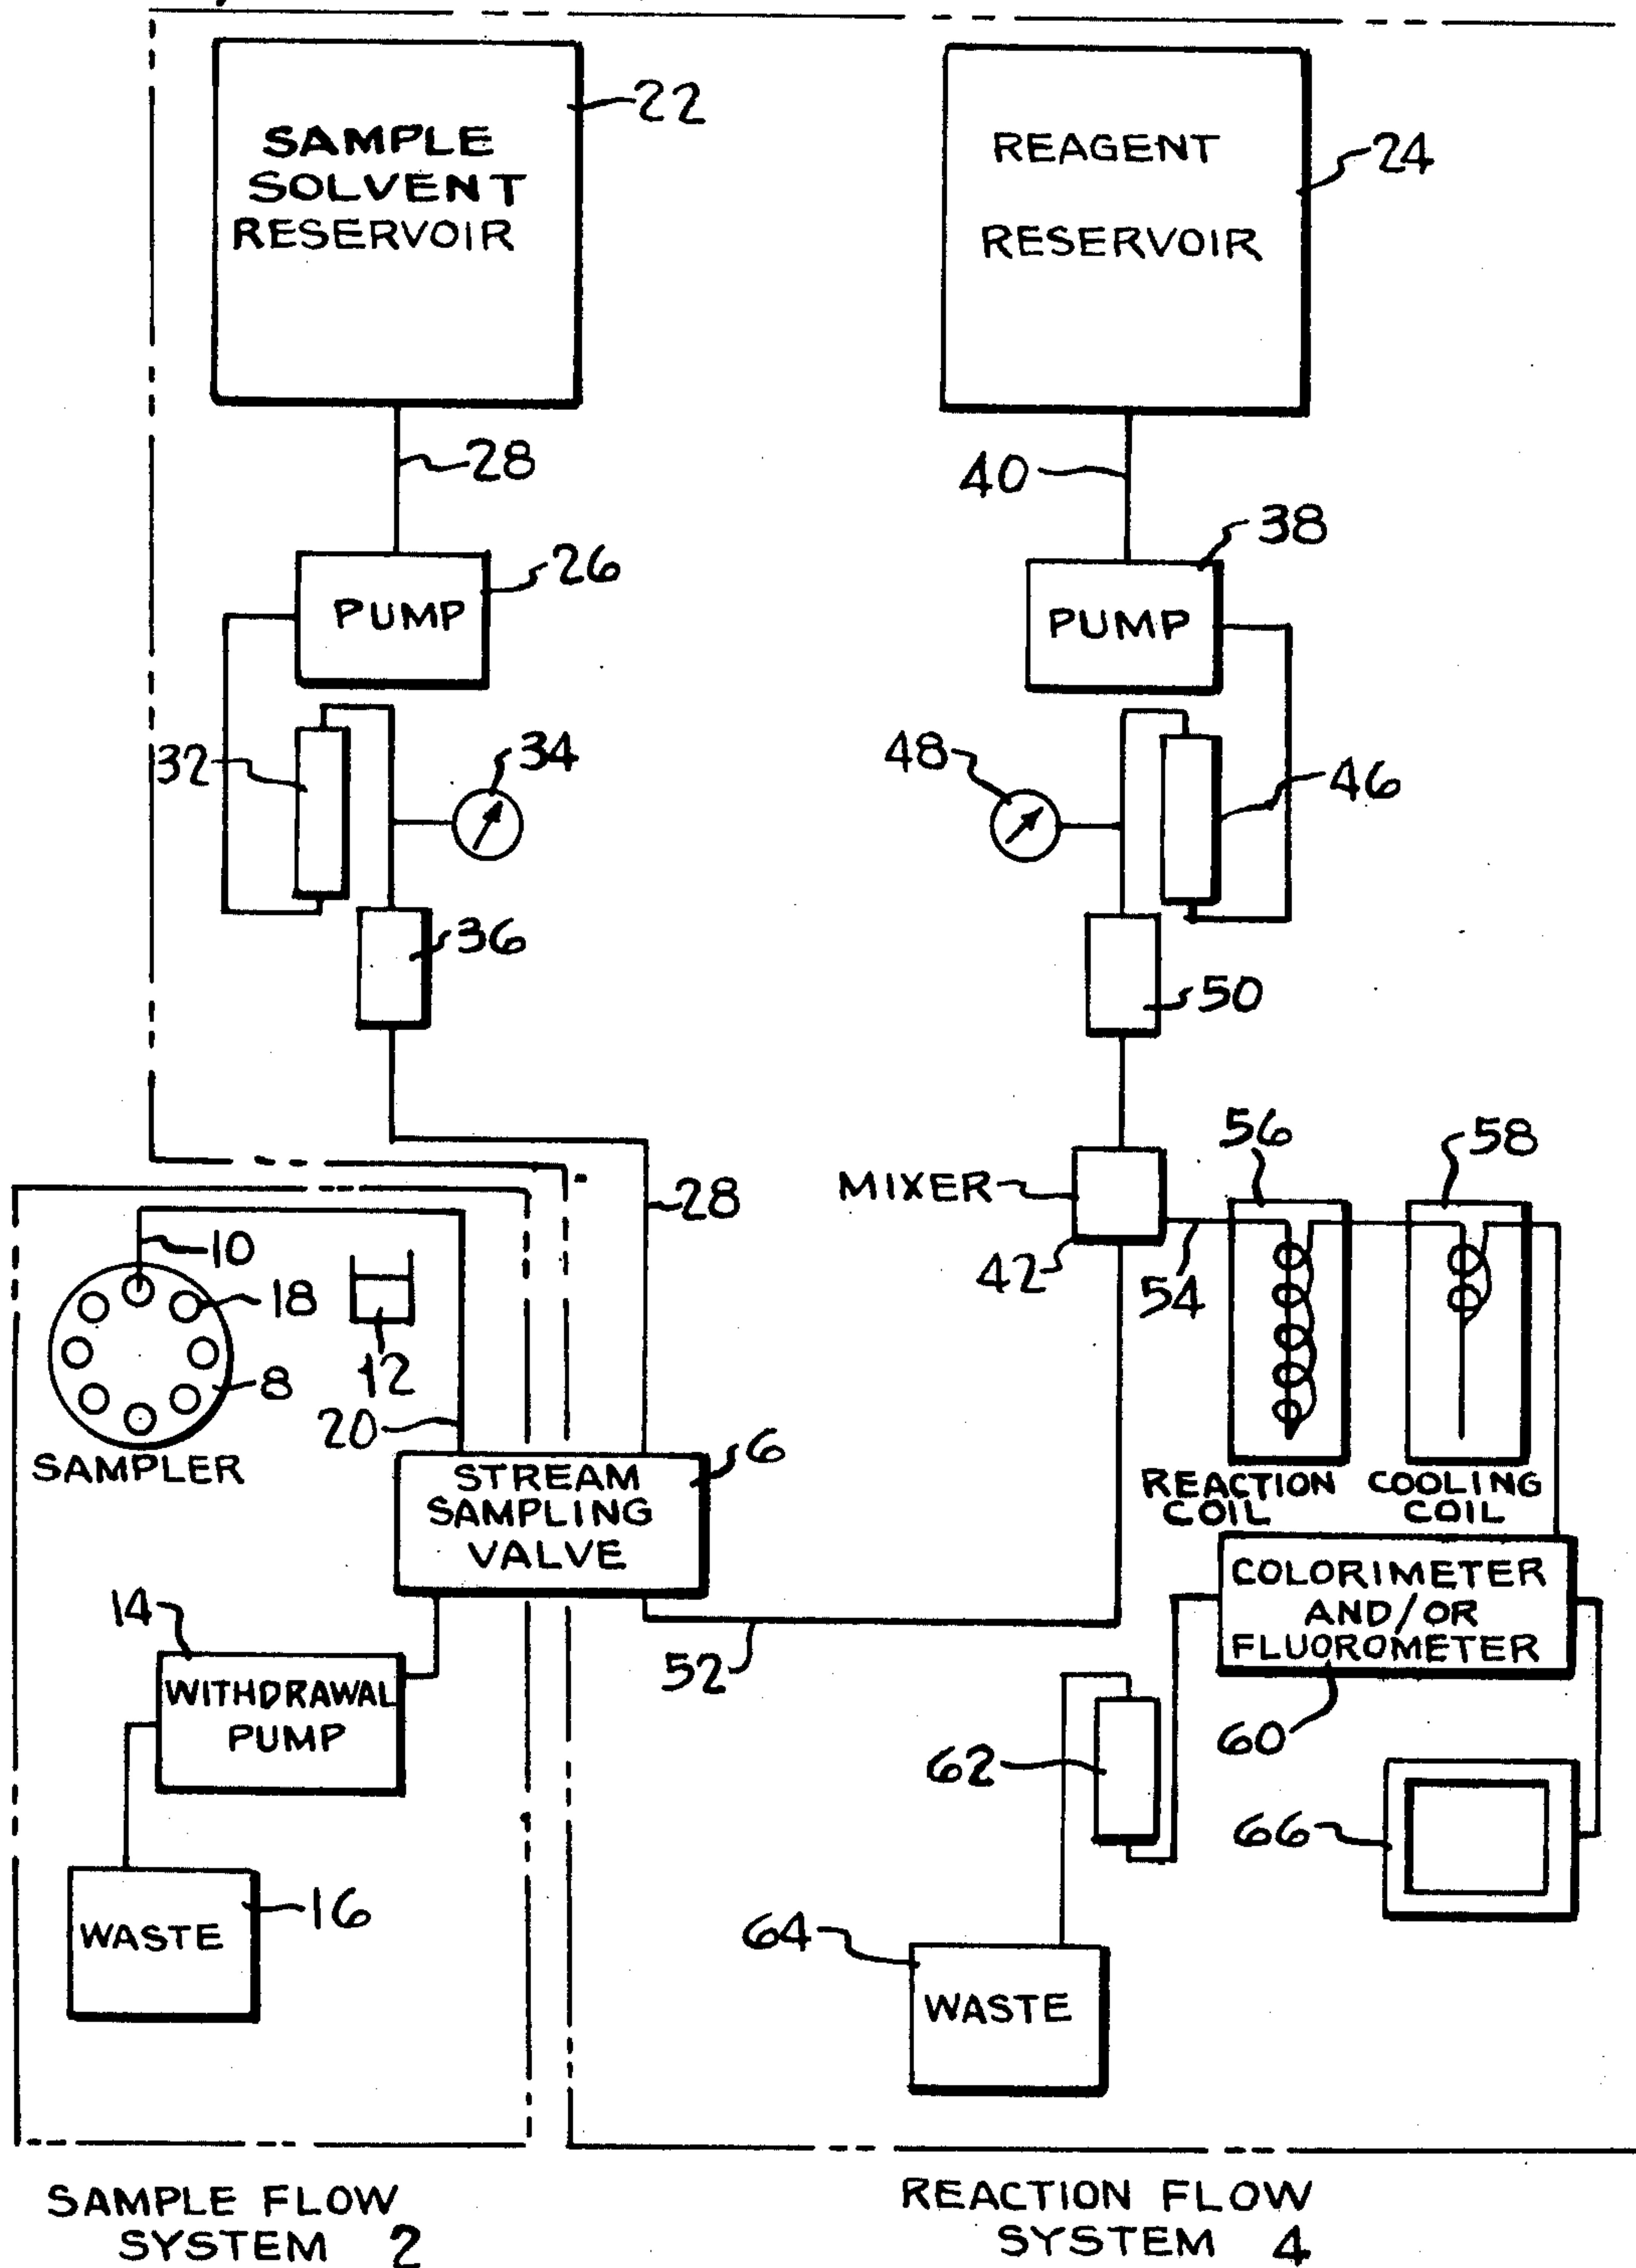 SAMPLE
SOLVENT
RESERVOIR
22
REAGENT
RESERVOIR
24
28
40
PUMP
26
PUMP
38
32
34
48
46
36
50
28
MIXER
42
54
56
58
10
18
8
12
20
SAMPLER
STREAM
SAMPLING
VALVE
6
REACTION
COIL
COOLING
COIL
COLORIMETER
AND/OR
FLUOROMETER
60
14
WITHDRAWAL
PUMP
52
62
66
WASTE
16
64
WASTE
SAMPLE FLOW
SYSTEM 2
REACTION FLOW
SYSTEM 4